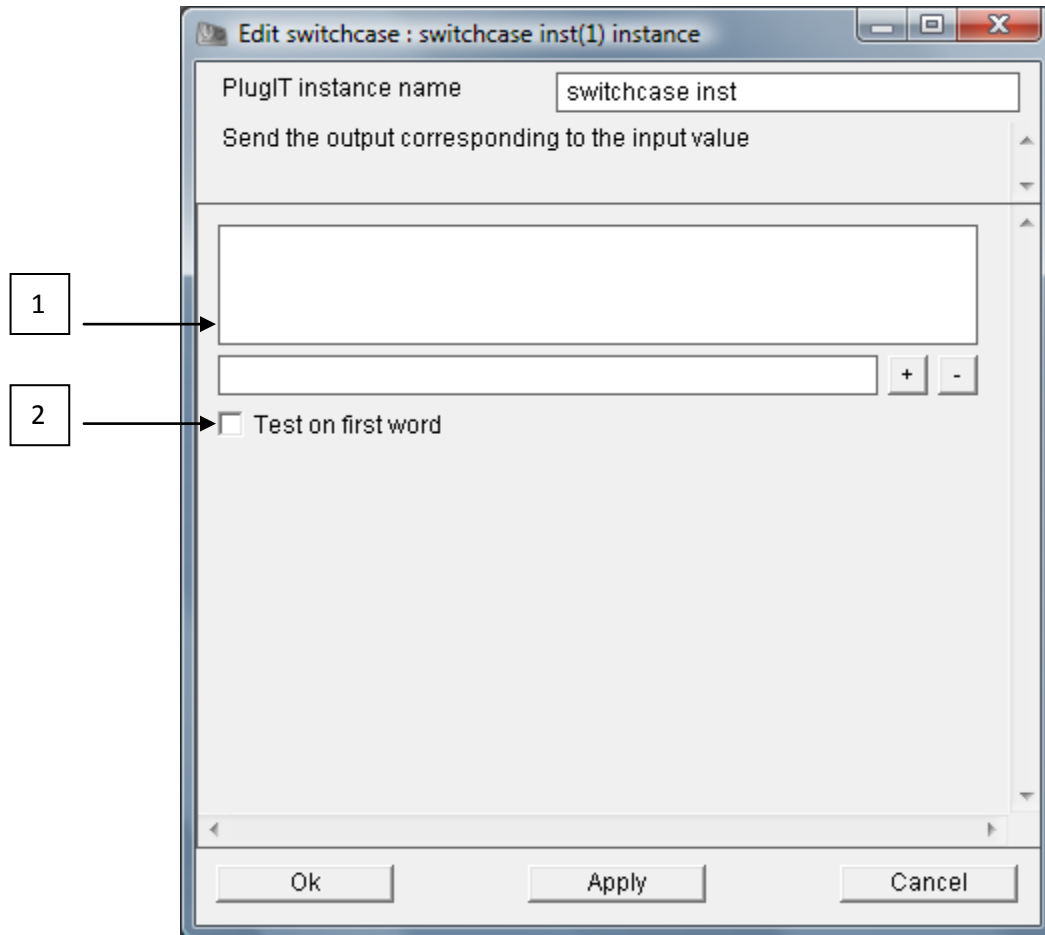 Edit switchcase : switchcase inst(1) instance
PlugIT instance name
switchcase inst
Send the output corresponding to the input value
1
+ -
2
Test on first word
Ok Apply Cancel